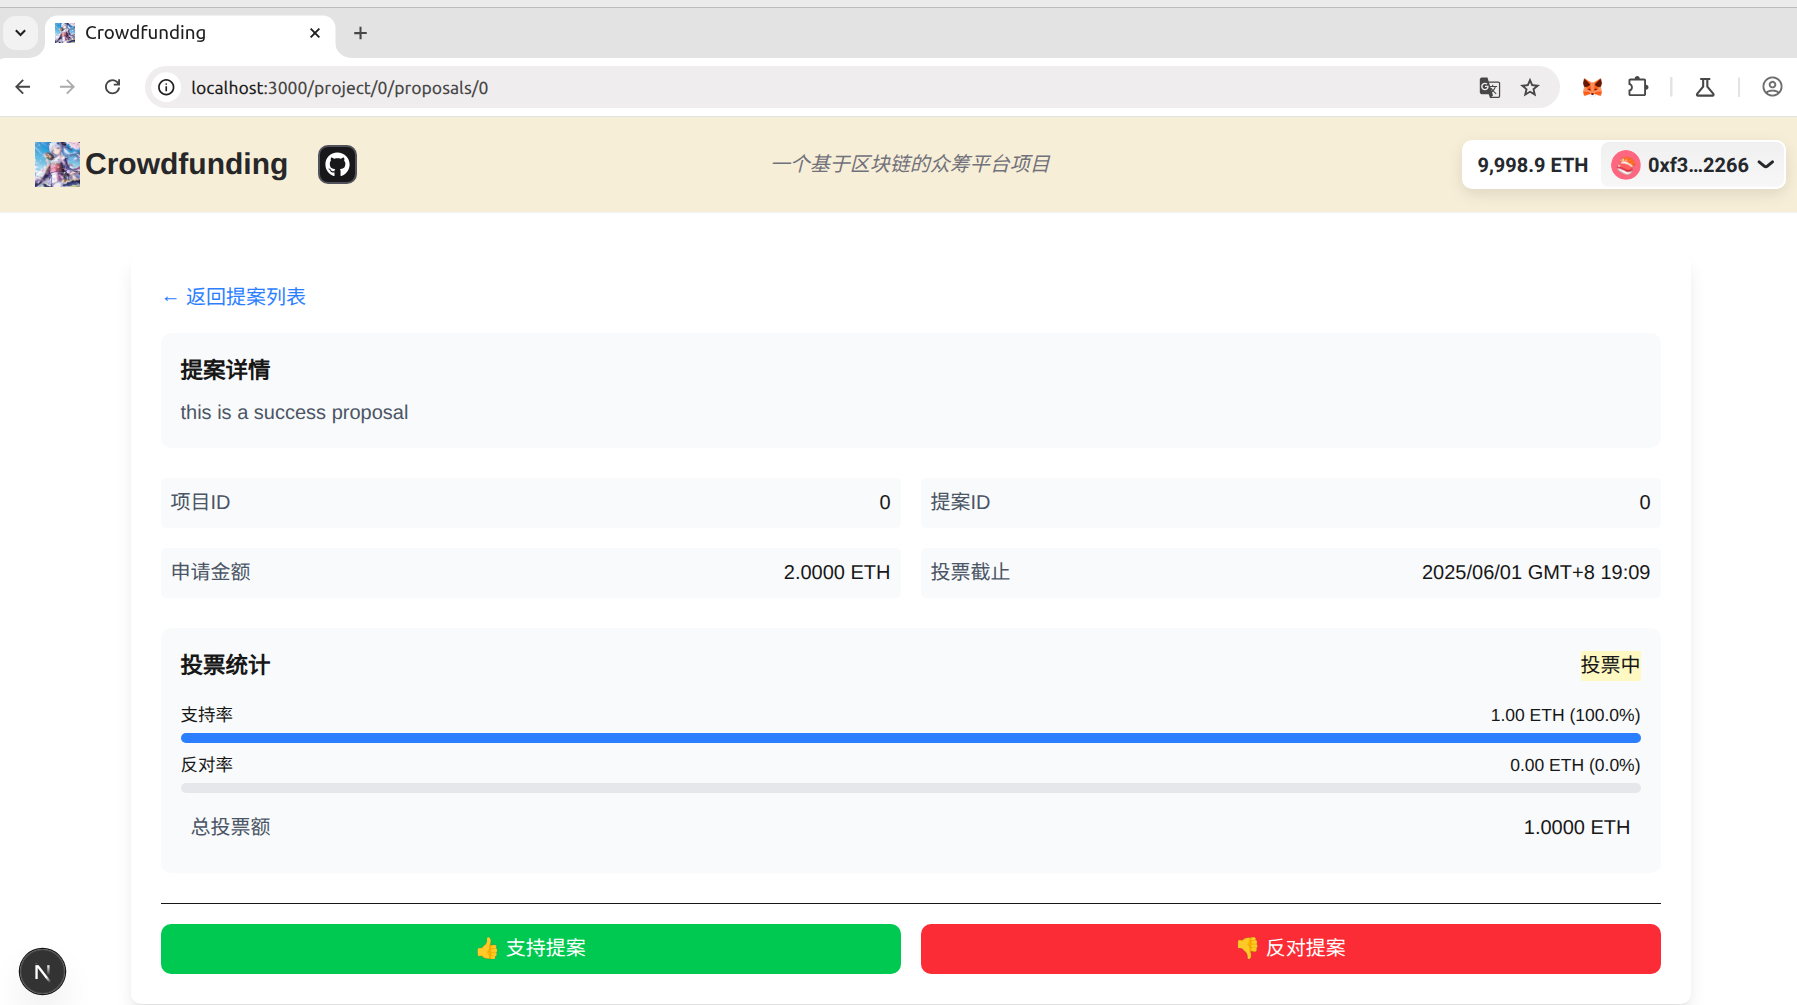 Crowdfunding
localhost:3000/project/0/proposals/0
Crowdfunding
一个基于区块链的众筹平台项目
9,998.9 ETH
0xf3...2266
← 返回提案列表
提案详情
this is a success proposal
项目ID 0
提案ID 0
申请金额 2.0000 ETH
投票截止 2025/06/01 GMT+8 19:09
投票统计 投票中
支持率 1.00 ETH (100.0%)
反对率 0.00 ETH (0.0%)
总投票额 1.0000 ETH
👍 支持提案
👎 反对提案
N